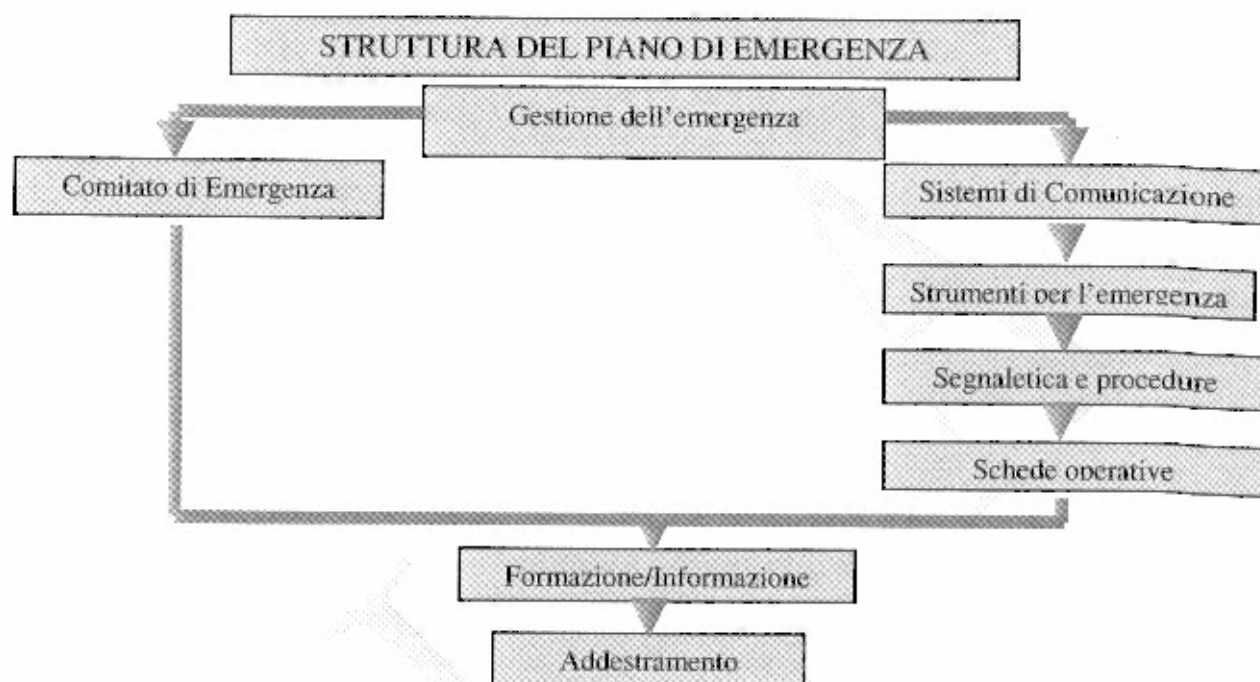 STRUTTURA DEL PIANO DI EMERGENZA
Gestione dell'emergenza
Comitato di Emergenza
Sistemi di Comunicazione
Strumenti per l'emergenza
Segnaletica e procedure
Schede operative
Formazione/Informazione
Addestramento